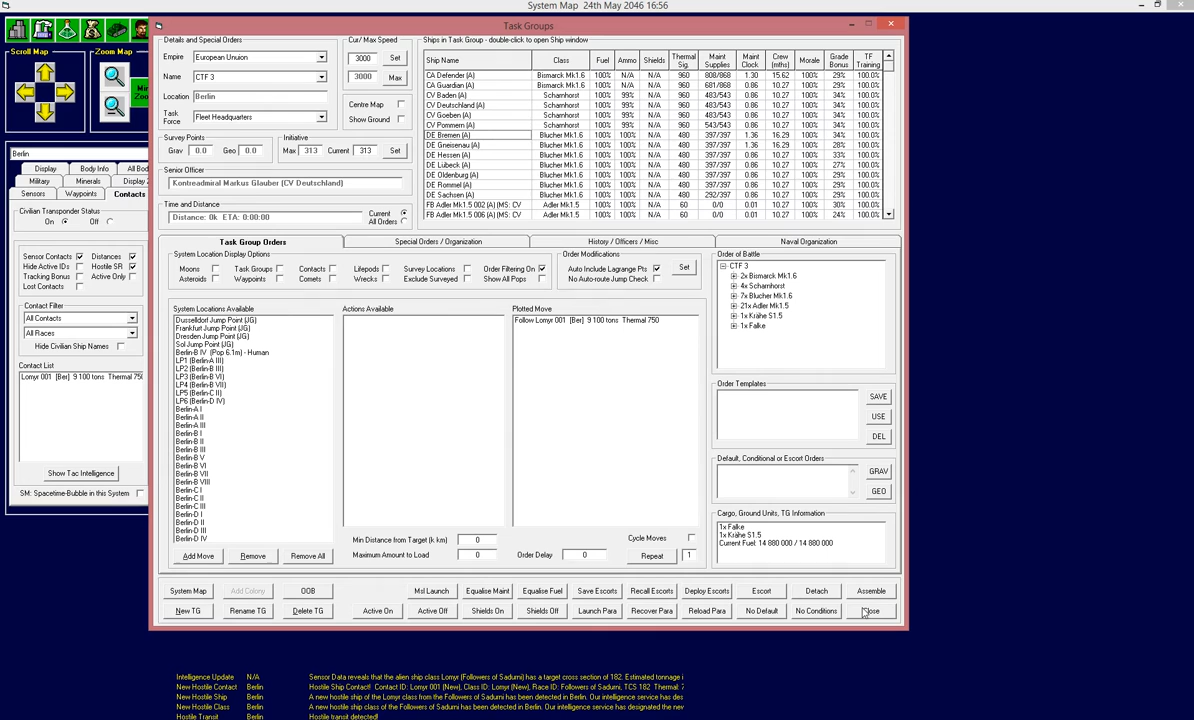 System Map 24th May 2046 16:56
Scroll Map
Zoom Map
Berlin
Display
Body Info
Military
Minerals
Sensors
Waypoints
Contacts
Civilian Transponder Status
On
Off
Sensor Contacts
Distances
Hide Active IDs
Hostile SR
Tracking Bonus
Active Only
Lost Contacts
Contact Filter
All Contacts
All Races
Hide Civilian Ship Names
Contact List
Lomyr 001 [Ber] 9 100 tons Thermal 750
Show Tac Intelligence
SM: Spacetime-Bubble in this System
Task Groups
Details and Special Orders
Empire
European Unuion
Name
CTF 3
Location
Berlin
Task Force
Fleet Headquarters
Cur/ Max Speed
3000
Set
3000
Max
Centre Map
Show Ground
Survey Points
Grav
0.0
Geo
0.0
Initiative
Max
313
Current
313
Set
Senior Officer
Kontreadmiral Markus Glauber (CV Deutschland)
Time and Distance
Distance: 0k ETA: 0:00:00
Current
All Orders
Ships in Task Group - double-click to open Ship window
Ship Name Class Fuel Ammo Shields Thermal Sig. Maint Supplies Maint Clock Crew (mths) Morale Grade Bonus TF Training
CA Defender (A) Bismarck Mk1.6 100% N/A N/A 960 808/868 1.30 15.62 100% 29% 100.0%
CA Guardian (A) Bismarck Mk1.6 100% N/A N/A 960 681/868 0.86 10.27 100% 29% 100.0%
CV Baden (A) Scharnhorst 100% 99% N/A 960 483/543 0.86 10.27 100% 34% 100.0%
CV Deutschland (A) Scharnhorst 100% 99% N/A 960 483/543 0.86 10.27 100% 34% 100.0%
CV Goeben (A) Scharnhorst 100% 99% N/A 960 483/543 0.86 10.27 100% 34% 100.0%
CV Pommern (A) Scharnhorst 100% 99% N/A 960 543/543 0.86 10.27 100% 34% 100.0%
DE Bremen (A) Blucher Mk1.6 100% 100% N/A 480 397/397 1.36 16.29 100% 29% 100.0%
DE Gneisenau (A) Blucher Mk1.6 100% 100% N/A 480 397/397 0.86 10.27 100% 28% 100.0%
DE Hessen (A) Blucher Mk1.6 100% 100% N/A 480 397/397 0.86 10.27 100% 33% 100.0%
DE Lübeck (A) Blucher Mk1.6 100% 100% N/A 480 397/397 0.86 10.27 100% 27% 100.0%
DE Oldenburg (A) Blucher Mk1.6 100% 100% N/A 480 397/397 0.86 10.27 100% 34% 100.0%
DE Rommel (A) Blucher Mk1.6 100% 100% N/A 480 397/397 0.86 10.27 100% 29% 100.0%
DE Sachsen (A) Blucher Mk1.6 100% 100% N/A 480 292/397 0.86 10.27 100% 28% 100.0%
FB Adler Mk1.5 002 (A) (MS: CV Adler Mk1.5 100% 100% N/A 60 0/0 0.01 10.27 100% 30% 100.0%
FB Adler Mk1.5 006 (A) (MS: CV Adler Mk1.5 100% 100% N/A 60 0/0 0.01 10.27 100% 24% 100.0%
Task Group Orders
Special Orders / Organization
History / Officers / Misc
Naval Organization
System Location Display Options
Moons
Task Groups
Contacts
Lifepods
Survey Locations
Order Filtering On
Asteroids
Waypoints
Comets
Wrecks
Exclude Surveyed
Show All Pops
Order Modifications
Auto Include Lagrange Pts
Set
No Auto-route Jump Check
System Locations Available
Dusseldorf Jump Point (JG)
Frankfurt Jump Point (JG)
Dresden Jump Point (JG)
Sol Jump Point (JG)
Berlin-B IV (Pop 6.1m) - Human
LP1 (Berlin-A III)
LP2 (Berlin-B III)
LP3 (Berlin-B VI)
LP4 (Berlin-B VII)
LP5 (Berlin-C II)
LP6 (Berlin-D IV)
Berlin-A I
Berlin-A II
Berlin-A III
Berlin-B I
Berlin-B II
Berlin-B III
Berlin-B V
Berlin-B VI
Berlin-B VII
Berlin-B VIII
Berlin-C I
Berlin-C II
Berlin-C III
Berlin-D I
Berlin-D II
Berlin-D III
Berlin-D IV
Actions Available
Plotted Move
Follow Lomyr 001 [Ber] 9 100 tons Thermal 750
Add Move
Remove
Remove All
Min Distance from Target (k km)
0
Maximum Amount to Load
0
Order Delay
0
Cycle Moves
Repeat
1
Order of Battle
CTF 3
2x Bismarck Mk1.6
4x Scharnhorst
7x Blucher Mk1.6
21x Adler Mk1.5
1x Krähe S1.5
1x Falke
Order Templates
SAVE
USE
DEL
Default, Conditional or Escort Orders
GRAV
GEO
Cargo, Ground Units, TG Information
1x Falke
1x Krähe S1.5
Current Fuel: 14 880 000 / 14 880 000
System Map
Add Colony
OOB
Msl Launch
Equalise Maint
Equalise Fuel
Save Escorts
Recall Escorts
Deploy Escorts
Escort
Detach
Assemble
New TG
Rename TG
Delete TG
Active On
Active Off
Shields On
Shields Off
Launch Para
Recover Para
Reload Para
No Default
No Conditions
Intelligence Update N/A Sensor Data reveals that the alien ship class Lomyr (Followers of Sadumi) has a target cross section of 182. Estimated tonnage i
New Hostile Contact Berlin Hostile Ship Contact! Contact ID: Lomyr 001 (New), Class ID: Lomyr (New), Race ID: Followers of Sadumi, TCS 182 Thermal: 7
New Hostile Ship Berlin A new hostile ship of the Lomyr class from the Followers of Sadumi has been detected in Berlin. Our intelligence service has des
New Hostile Class Berlin A new hostile ship class of the Followers of Sadumi has been detected in Berlin. Our intelligence service has designated the new
Hostile Transit Berlin Hostile transit detected!